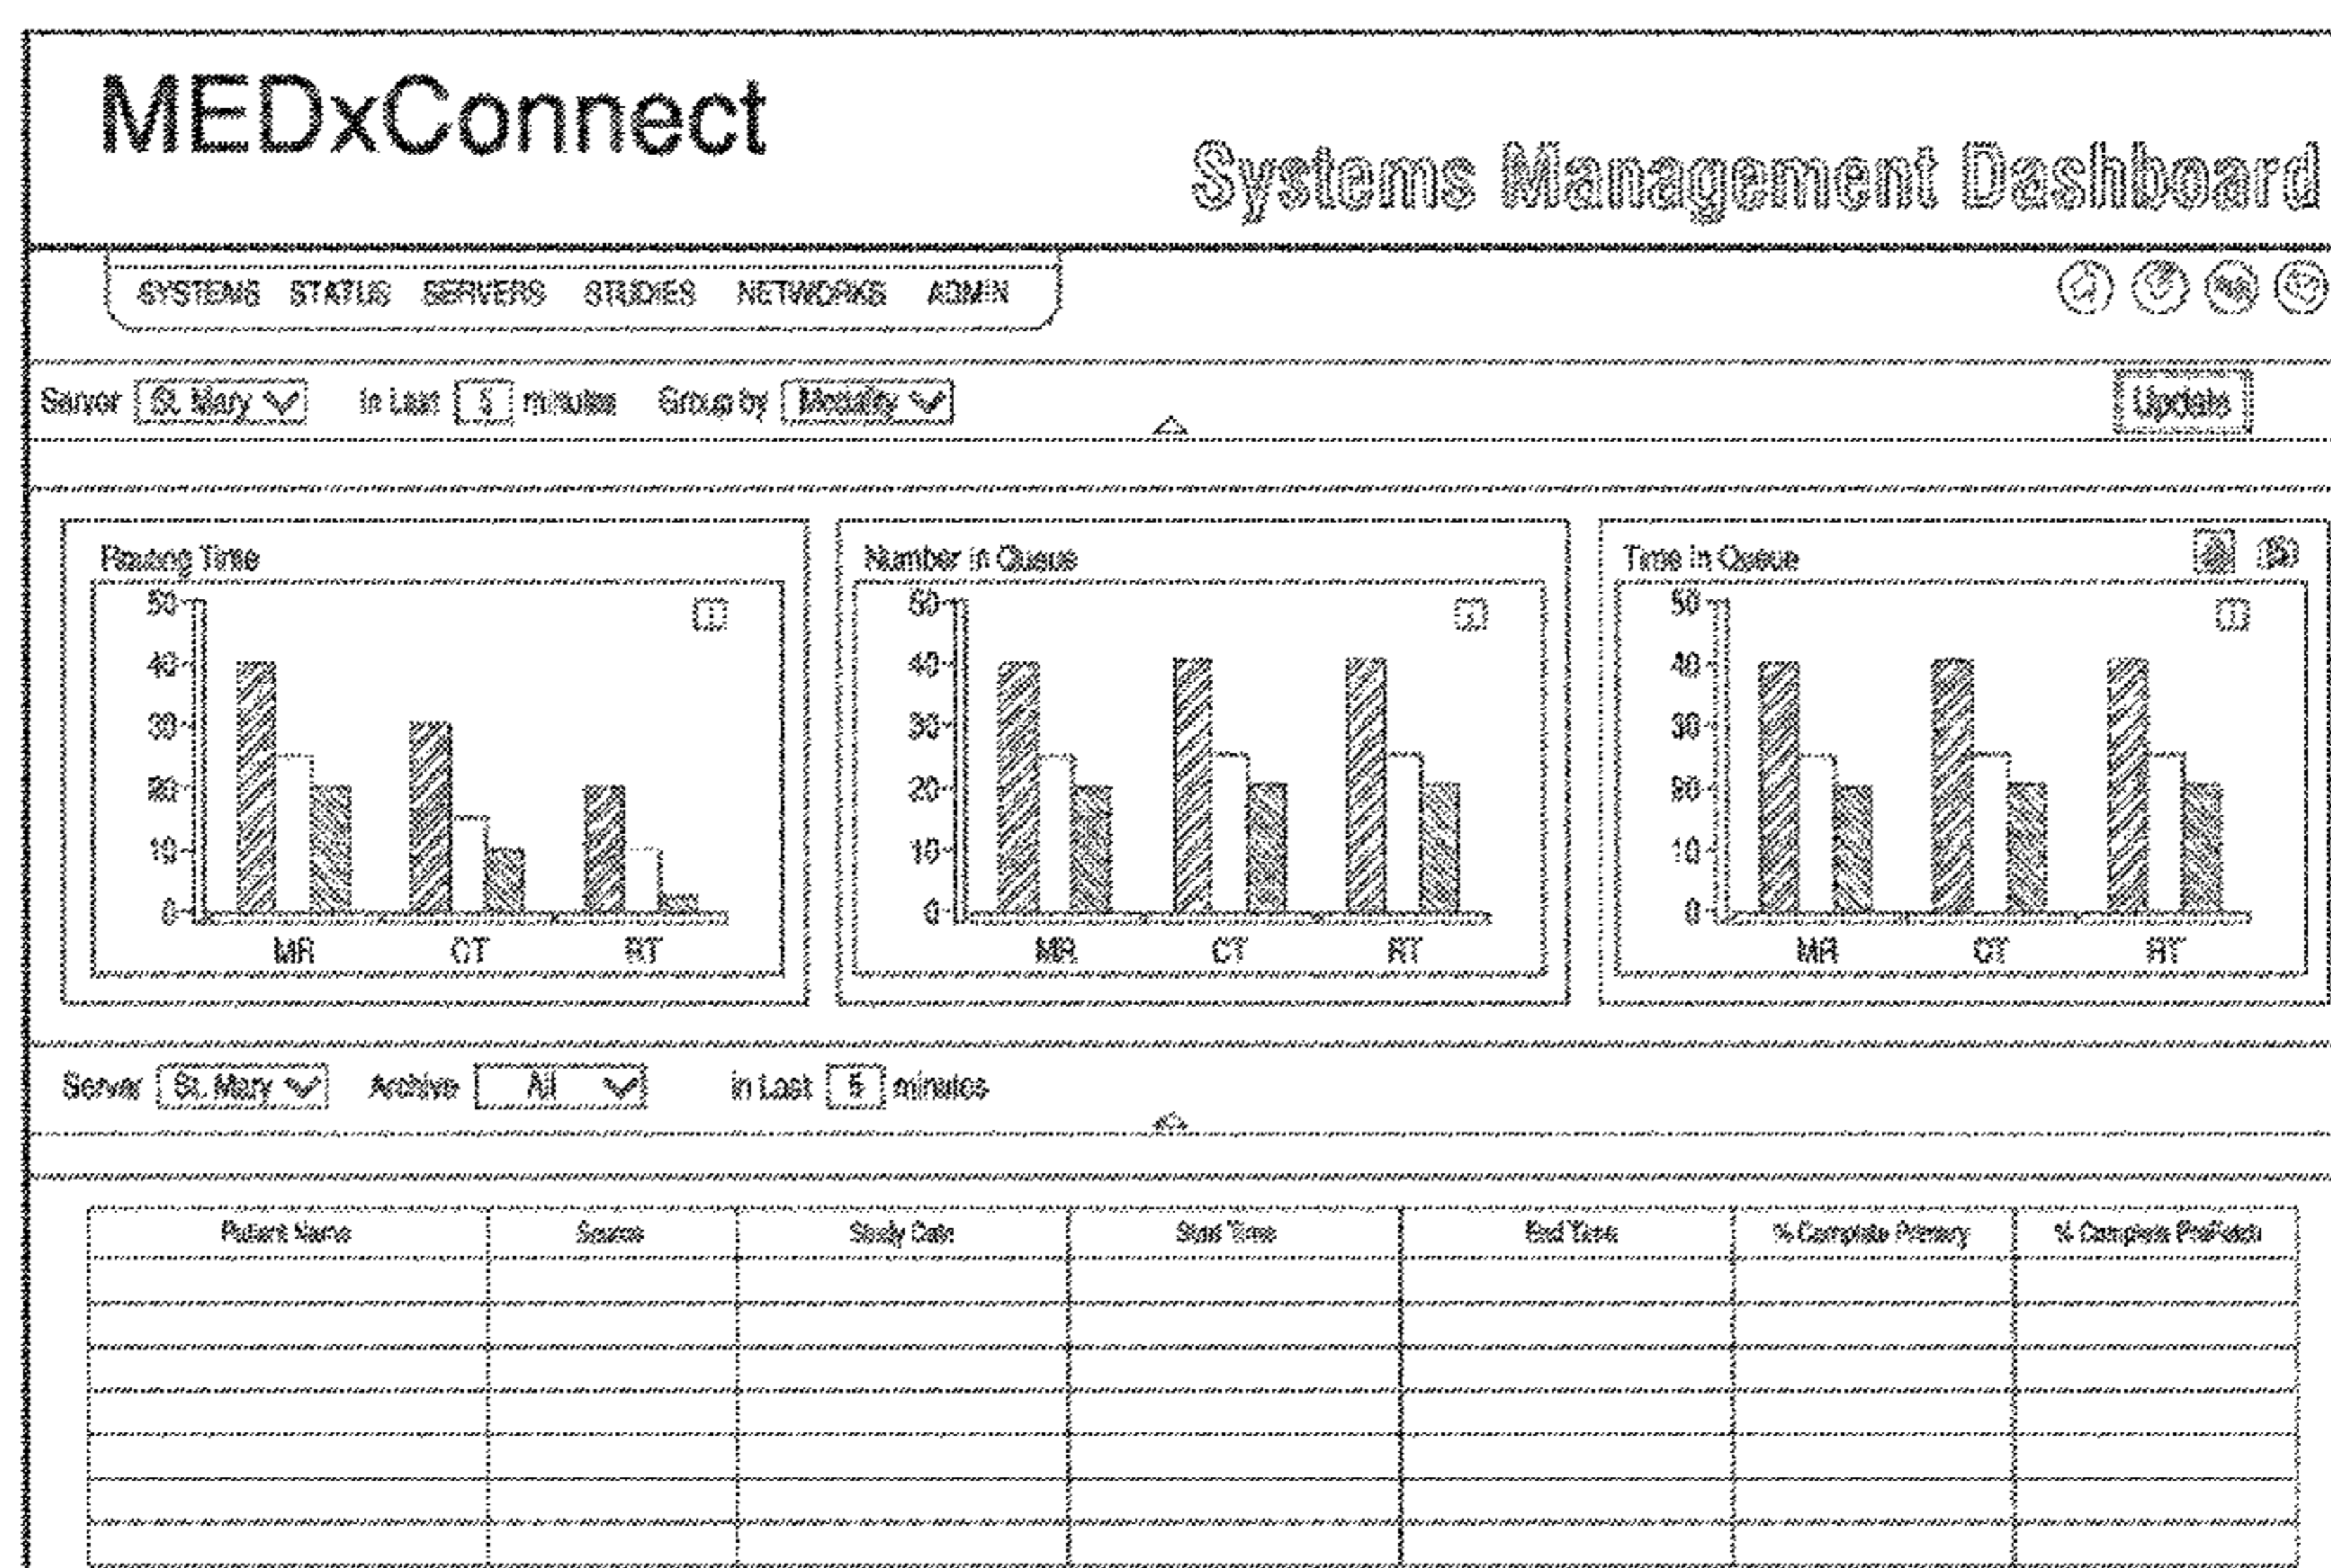 MEDxConnect
Systems Management Dashboard
SYSTEMS STATUS SERVERS STUDIES NETWORKS ADMIN
Server St. Mary In Last 5 minutes Group by Modality Update
Routing Time Number in Queue Time in Queue
50 50 50
40 40 40
30 30 30
20 20 20
10 10 10
0 0 0
MR CT RT MR CT RT MR CT RT
Server St. Mary Archive All in Last 5 minutes
Patient Name Source Study Date Start Time End Time % Complete Primary % Complete PreFetch